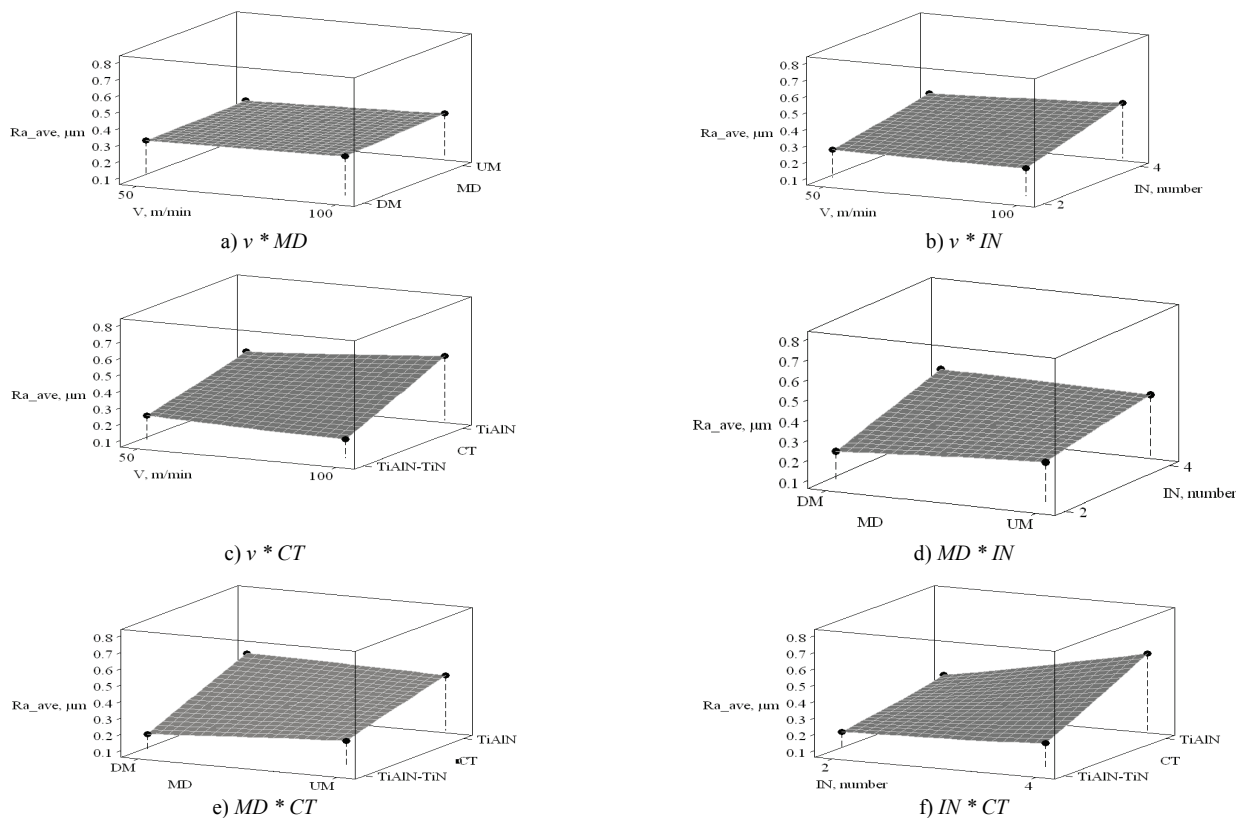 0.8
0.7
0.6
0.5
Ra_ave, µm 0.4
0.3
0.2
0.1
50
V, m/min
100
DM
MD
UM
a) v * MD
0.8
0.7
0.6
0.5
Ra_ave, µm 0.4
0.3
0.2
0.1
50
V, m/min
100
2
IN, number
4
b) v * IN
0.8
0.7
0.6
0.5
Ra_ave, µm 0.4
0.3
0.2
0.1
50
V, m/min
100
TiAlN-TiN
CT
TiAlN
c) v * CT
0.8
0.7
0.6
0.5
Ra_ave, µm 0.4
0.3
0.2
0.1
DM
MD
UM
2
IN, number
4
d) MD * IN
0.8
0.7
0.6
0.5
Ra_ave, µm 0.4
0.3
0.2
0.1
DM
MD
UM
TiAlN-TiN
CT
TiAlN
e) MD * CT
0.8
0.7
0.6
0.5
Ra_ave, µm 0.4
0.3
0.2
0.1
2
IN, number
4
TiAlN-TiN
CT
TiAlN
f) IN * CT